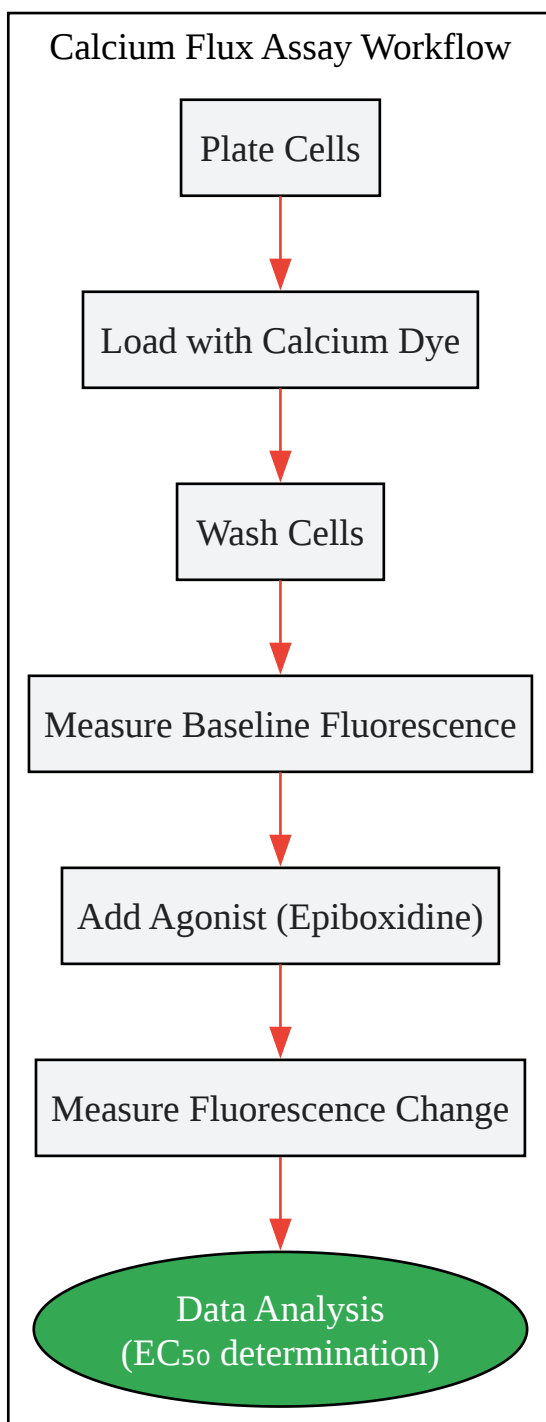 Calcium Flux Assay Workflow
Plate Cells
Load with Calcium Dye
Wash Cells
Measure Baseline Fluorescence
Add Agonist (Epiboxidine)
Measure Fluorescence Change
Data Analysis
(EC₅₀ determination)